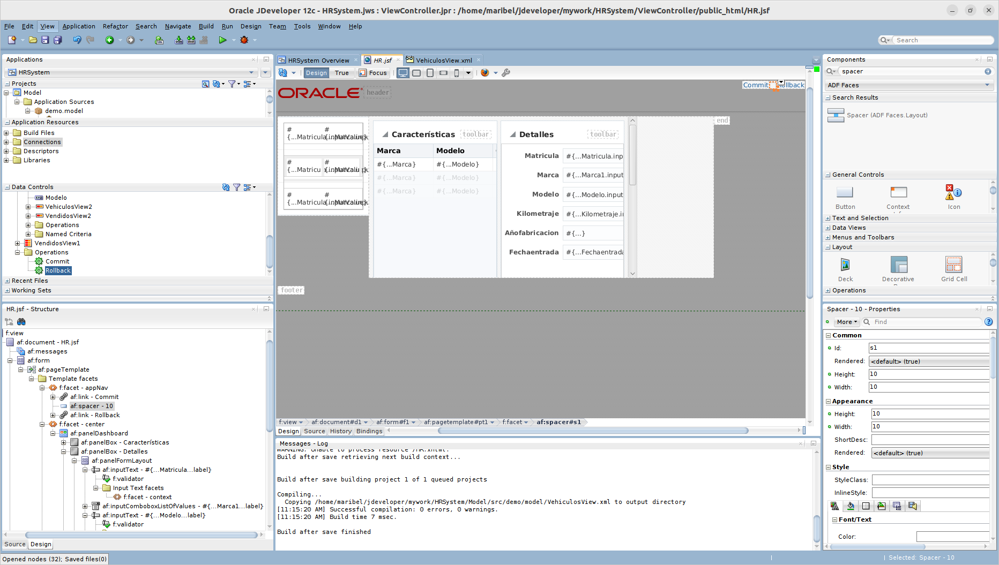 Oracle JDeveloper 12c - HRSystem.jws : ViewController.jpr : /home/maribel/jdeveloper/mywork/HRSystem/ViewController/public_html/HR.jsf
File Edit View Application Refactor Search Navigate Build Run Design Team Tools Window Help
Search
Applications
HRSystem
Projects
Model
Application Sources
demo.model
Application Resources
Build Files
Connections
Descriptors
Libraries
Data Controls
Modelo
VehiculosView2
VendidosView2
Operations
Named Criteria
VendidosView1
Operations
Commit
Rollback
Recent Files
Working Sets
HR.jsf - Structure
f:view
af:document - HR.jsf
af:messages
af:form
af:pageTemplate
Template facets
f:facet - appNav
af:link - Commit
af:spacer - 10
af:link - Rollback
f:facet - center
af:panelDashboard
af:panelBox - Características
af:panelBox - Detalles
af:panelFormLayout
af:inputText - #{...Matricula...label}
f:validator
Input Text facets
f:facet - context
af:inputComboboxListOfValues - #{...Marca1...label}
af:inputText - #{...Modelo...label}
f:validator
Source Design
Opened nodes (32); Saved files(0)
HRSystem Overview HR.jsf VehiculosView.xml
Design True Focus
ORACLE header
Commit Rollback
end
Características toolbar
Marca Modelo
#{...Marca} #{...Modelo}
#{...Marca} #{...Modelo}
#{...Marca} #{...Modelo}
Detalles toolbar
Matricula #{...Matricula.inp
Marca #{...Marca1.input
Modelo #{...Modelo.input
Kilometraje #{...Kilometraje.i
Añofabricacion #{...}
Fechaentrada #{...Fechaentrada
footer
f:view af:document#d1 af:form#f1 af:pagetemplate#pt1 f:facet af:spacer#s1
Design Source History Bindings
Messages - Log
WARNING: Unable to process resource /HR.xhtml.
Build after save retrieving next build context...
Build after save building project 1 of 1 queued projects
Compiling...
Copying /home/maribel/jdeveloper/mywork/HRSystem/Model/src/demo/model/VehiculosView.xml to output directory
[11:15:20 AM] Successful compilation: 0 errors, 0 warnings.
[11:15:20 AM] Build time 7 msec.
Build after save finished
Components
spacer
ADF Faces
Search Results
Spacer (ADF Faces.Layout)
General Controls
Button Context Icon
Text and Selection
Data Views
Menus and Toolbars
Layout
Deck Decorative Grid Cell
Operations
Spacer - 10 - Properties
More Find
Common
Id: s1
Rendered: <default> (true)
Height: 10
Width: 10
Appearance
Height: 10
Width: 10
ShortDesc:
Rendered: <default> (true)
Style
StyleClass:
InlineStyle:
Font/Text
Color:
Selected: Spacer - 10